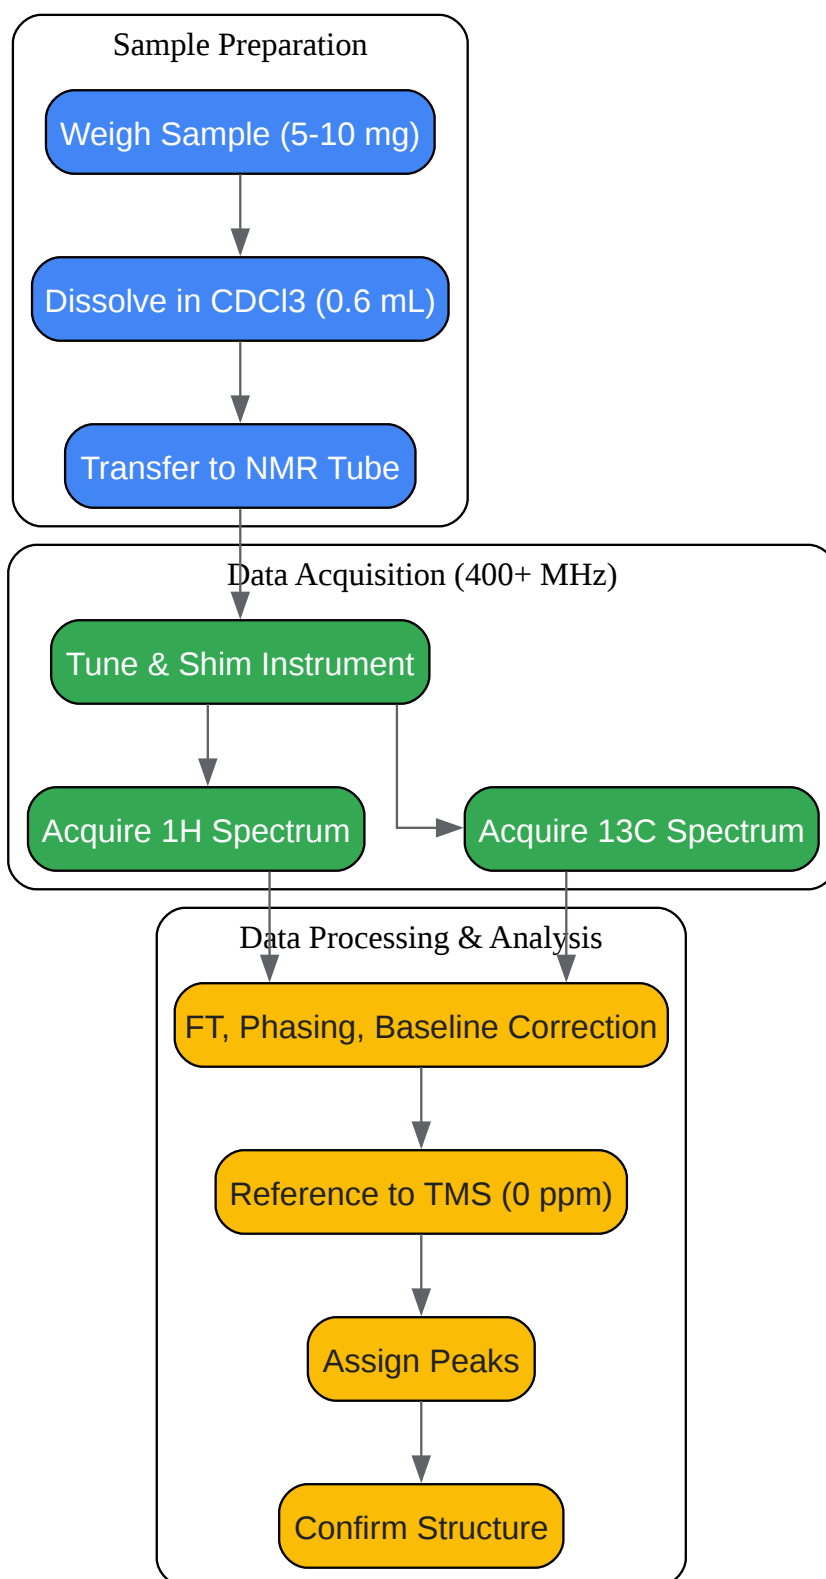 Sample Preparation
Weigh Sample (5-10 mg)
Dissolve in CDCl3 (0.6 mL)
Transfer to NMR Tube
Data Acquisition (400+ MHz)
Tune & Shim Instrument
Acquire 1H Spectrum
Acquire 13C Spectrum
Data Processing & Analysis
FT, Phasing, Baseline Correction
Reference to TMS (0 ppm)
Assign Peaks
Confirm Structure